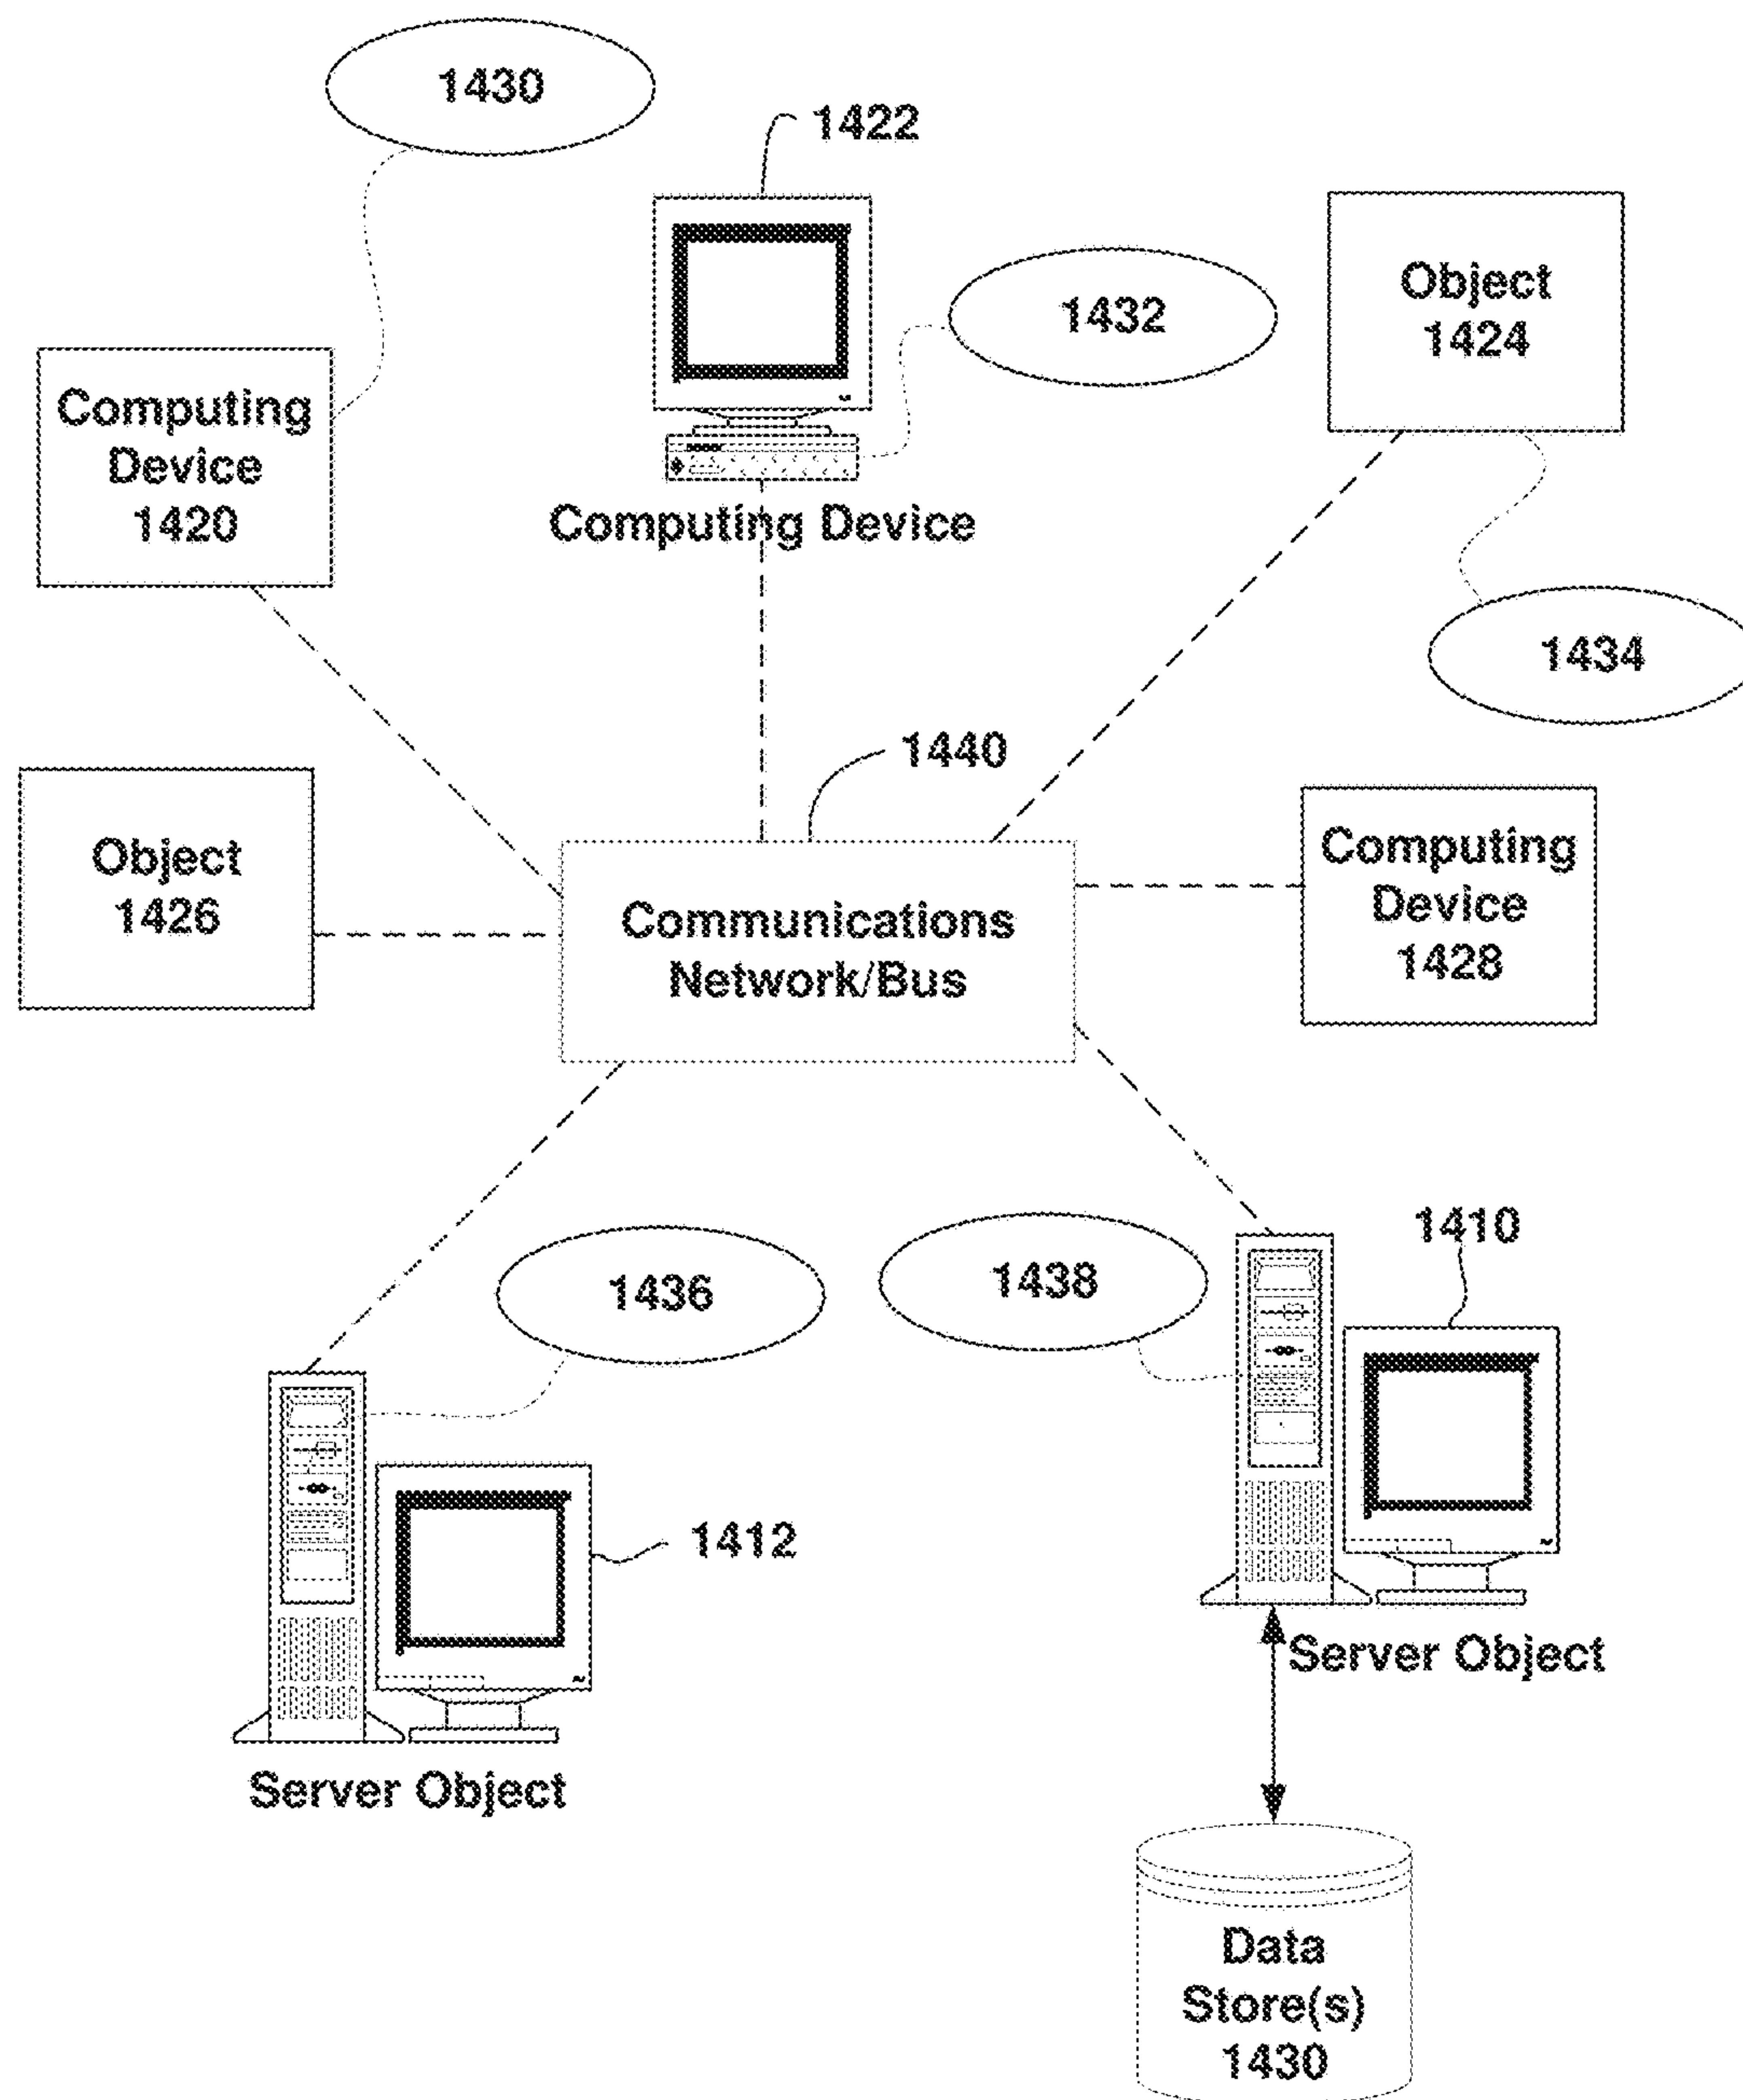 1430
1422
Object
1424
1432
Computing
Device
1420
Computing Device
1434
1440
Object
1426
Communications
Network/Bus
Computing
Device
1428
1436
1438
1410
1412
Server Object
Server Object
Data
Store(s)
1430